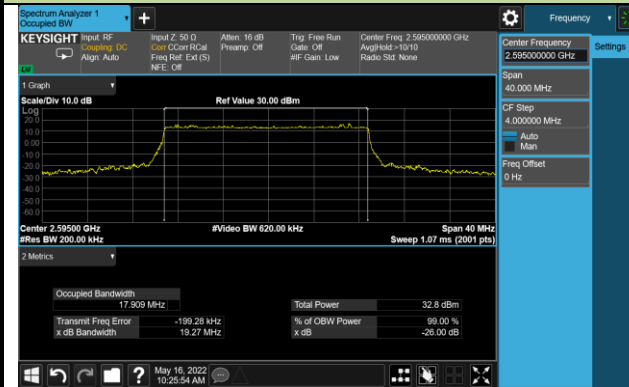 Spectrum Analyzer 1
Occupied BW
+
Frequency
KEYSIGHT
Input: RF
Coupling: DC
Align: Auto
Input Z: 50 Ω
Corr CCorr RCal
Freq Ref: Ext (S)
NFE: Off
Atten: 16 dB
Preamp: Off
Trig: Free Run
Gate: Off
#IF Gain: Low
Center Freq: 2.595000000 GHz
Avg|Hold:>10/10
Radio Std: None
Center Frequency
2.595000000 GHz
Settings
Span
40.000 MHz
CF Step
4.000000 MHz
Auto
Man
Freq Offset
0 Hz
1 Graph
Scale/Div 10.0 dB
Ref Value 30.00 dBm
Log
20.0
10.0
0.00
-10.0
-20.0
-30.0
-40.0
-50.0
-60.0
Center 2.59500 GHz
#Video BW 620.00 kHz
Span 40 MHz
#Res BW 200.00 kHz
Sweep 1.07 ms (2001 pts)
2 Metrics
Occupied Bandwidth
17.909 MHz
Total Power
32.8 dBm
Transmit Freq Error
-199.28 kHz
% of OBW Power
99.00 %
x dB Bandwidth
19.27 MHz
x dB
-26.00 dB
?
May 16, 2022
10:25:54 AM